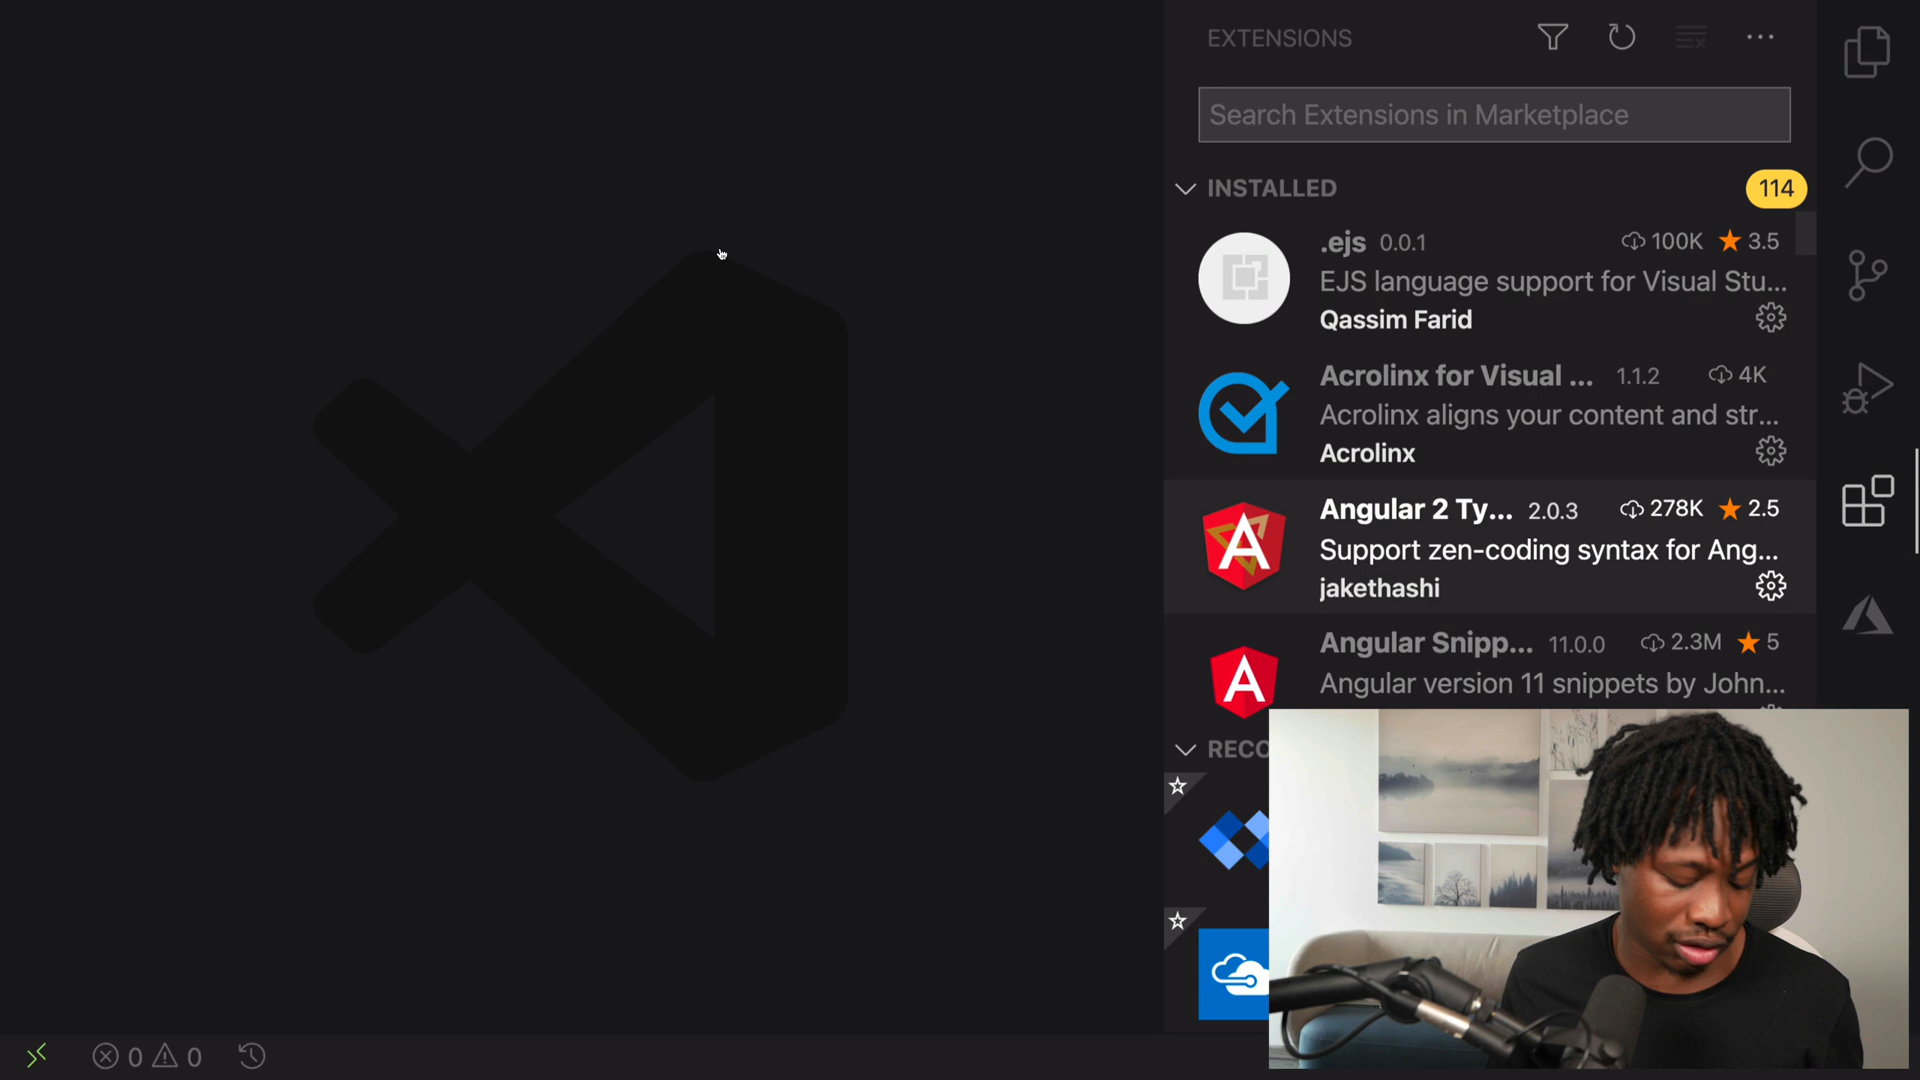 EXTENSIONS
Search Extensions in Marketplace
INSTALLED
114
.ejs 0.0.1 100K 3.5
EJS language support for Visual Stu...
Qassim Farid
Acrolinx for Visual ... 1.1.2 4K
Acrolinx aligns your content and str...
Acrolinx
Angular 2 Ty... 2.0.3 278K 2.5
Support zen-coding syntax for Ang...
jakethashi
Angular Snipp... 11.0.0 2.3M 5
Angular version 11 snippets by John...
RECO
0 0